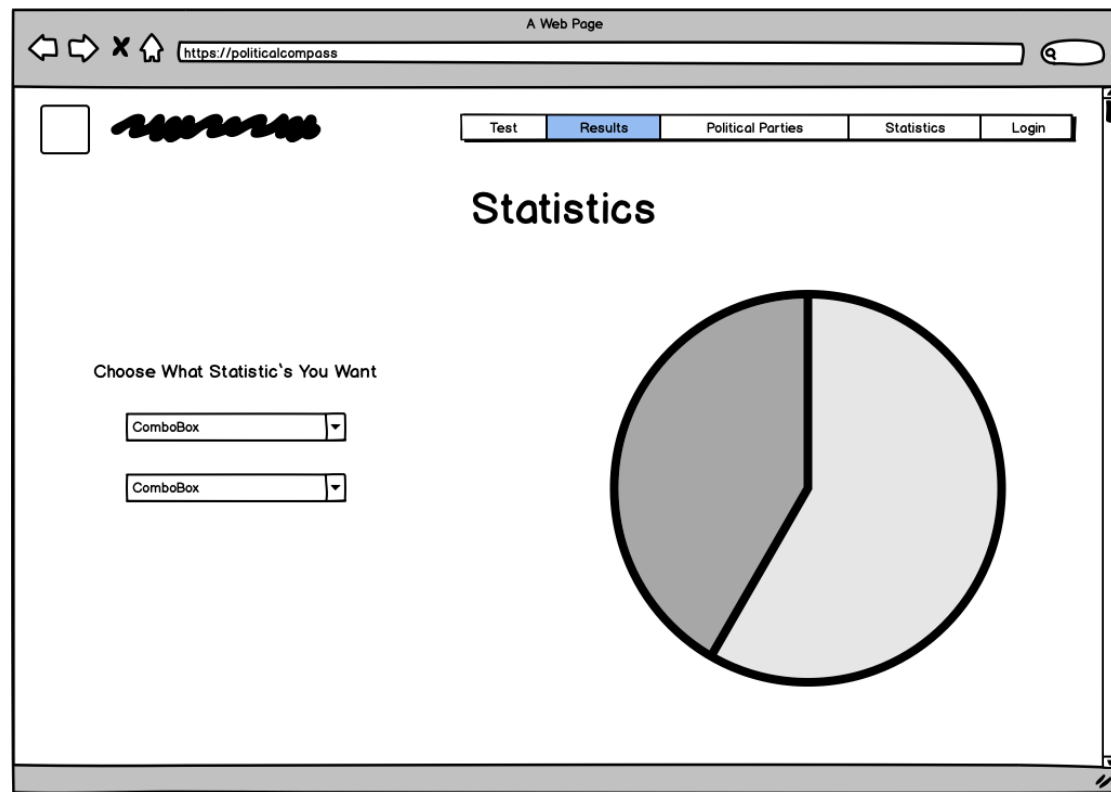 A Web Page
https://politicalcompass
Test Results Political Parties Statistics Login
Statistics
Choose What Statistic`s You Want
ComboBox
ComboBox